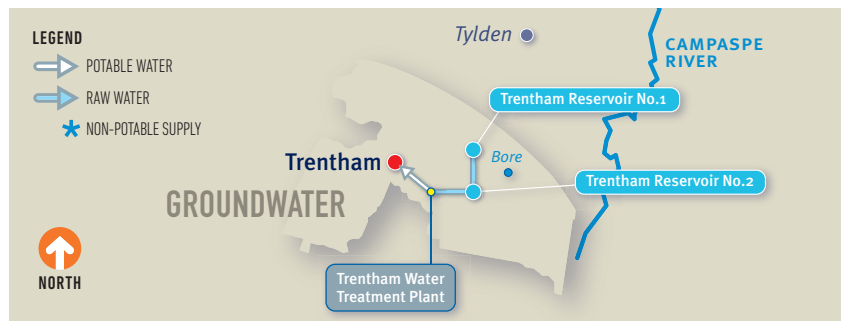 LEGEND
POTABLE WATER
RAW WATER
NON-POTABLE SUPPLY
Tylden
CAMPASPE
RIVER
Trentham Reservoir No.1
Trentham
Bore
Trentham Reservoir No.2
GROUNDWATER
NORTH
Trentham Water
Treatment Plant